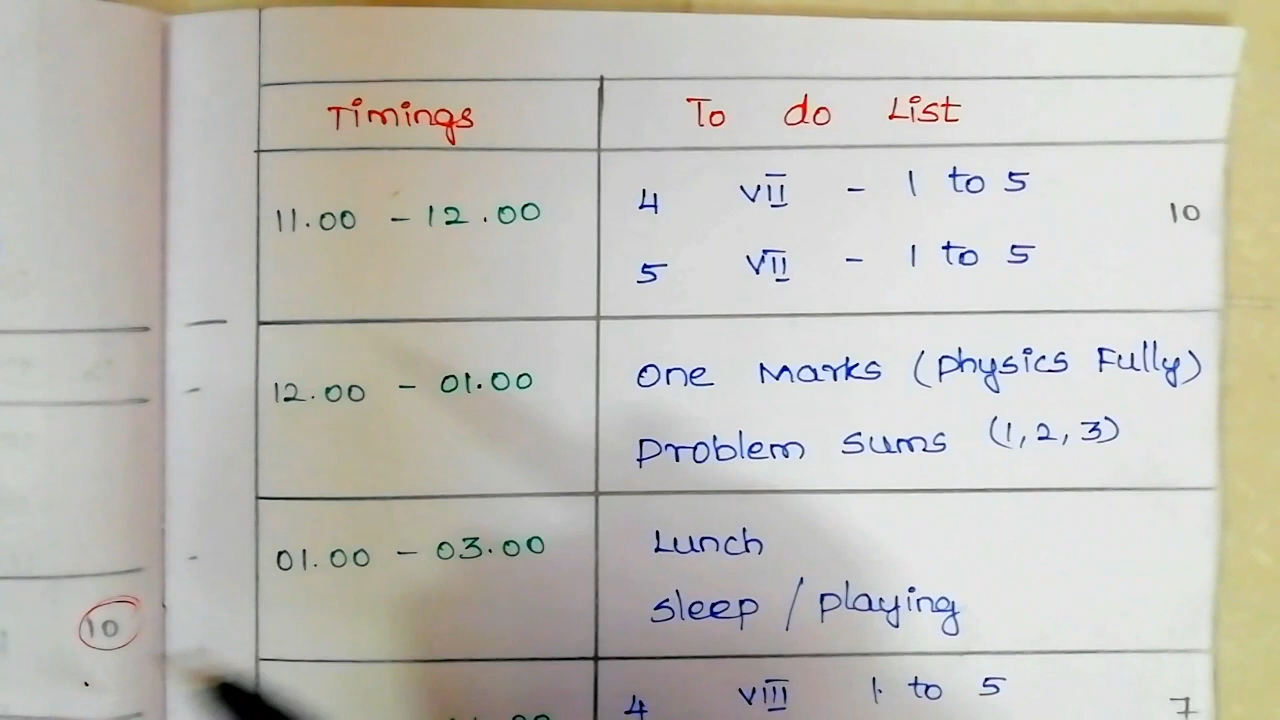 Timings To do List
11.00 - 12.00 4 VII - 1 to 5 10
5 VII - 1 to 5
12.00 - 01.00 One Marks (Physics Fully)
Problem sums (1, 2, 3)
01.00 - 03.00 Lunch
sleep / playing
10
4 VIII 1 to 5 7